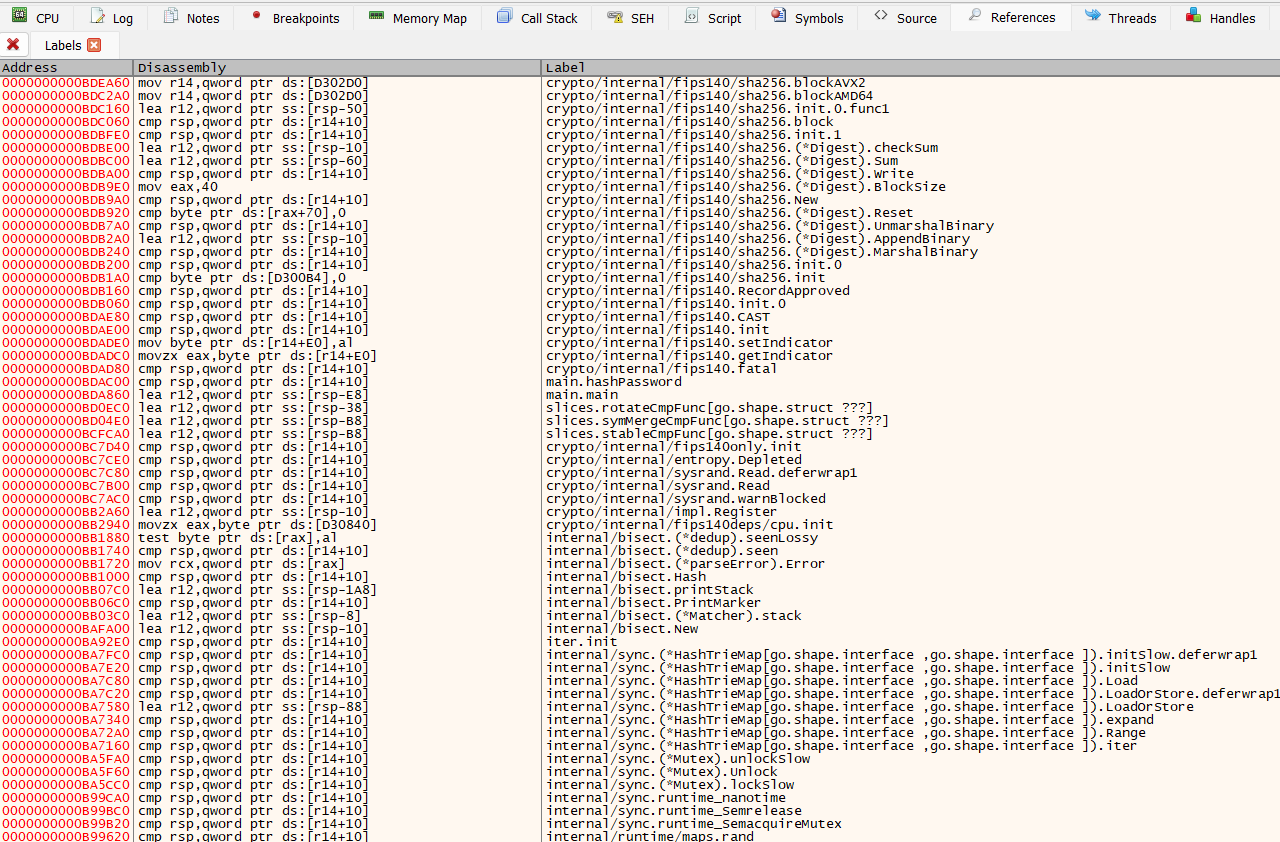 CPU Log Notes Breakpoints Memory Map Call Stack SEH Script Symbols Source References Threads Handles
Labels
Address Disassembly Label
0000000000BDEA60 mov r14,qword ptr ds:[D302D0] crypto/internal/fips140/sha256.blockAVX2
0000000000BDC2A0 mov r14,qword ptr ds:[D302D0] crypto/internal/fips140/sha256.blockAMD64
0000000000BDC160 lea r12,qword ptr ss:[rsp-50] crypto/internal/fips140/sha256.init.0.func1
0000000000BDC060 cmp rsp,qword ptr ds:[r14+10] crypto/internal/fips140/sha256.block
0000000000BDBFE0 cmp rsp,qword ptr ds:[r14+10] crypto/internal/fips140/sha256.init.1
0000000000BDBE00 lea r12,qword ptr ss:[rsp-10] crypto/internal/fips140/sha256.(*Digest).checkSum
0000000000BDBC00 lea r12,qword ptr ss:[rsp-60] crypto/internal/fips140/sha256.(*Digest).Sum
0000000000BDBA00 cmp rsp,qword ptr ds:[r14+10] crypto/internal/fips140/sha256.(*Digest).Write
0000000000BDB9E0 mov eax,40 crypto/internal/fips140/sha256.(*Digest).BlockSize
0000000000BDB9A0 cmp rsp,qword ptr ds:[r14+10] crypto/internal/fips140/sha256.New
0000000000BDB920 cmp byte ptr ds:[rax+70],0 crypto/internal/fips140/sha256.(*Digest).Reset
0000000000BDB7A0 cmp rsp,qword ptr ds:[r14+10] crypto/internal/fips140/sha256.(*Digest).UnmarshalBinary
0000000000BDB2A0 lea r12,qword ptr ss:[rsp-10] crypto/internal/fips140/sha256.(*Digest).AppendBinary
0000000000BDB240 cmp rsp,qword ptr ds:[r14+10] crypto/internal/fips140/sha256.(*Digest).MarshalBinary
0000000000BDB200 cmp rsp,qword ptr ds:[r14+10] crypto/internal/fips140/sha256.init.0
0000000000BDB1A0 cmp byte ptr ds:[D300B4],0 crypto/internal/fips140/sha256.init
0000000000BDB160 cmp rsp,qword ptr ds:[r14+10] crypto/internal/fips140.RecordApproved
0000000000BDB060 cmp rsp,qword ptr ds:[r14+10] crypto/internal/fips140.init.0
0000000000BDAE80 cmp rsp,qword ptr ds:[r14+10] crypto/internal/fips140.CAST
0000000000BDAE00 cmp rsp,qword ptr ds:[r14+10] crypto/internal/fips140.init
0000000000BDADE0 mov byte ptr ds:[r14+E0],al crypto/internal/fips140.setIndicator
0000000000BDADC0 movzx eax,byte ptr ds:[r14+E0] crypto/internal/fips140.getIndicator
0000000000BDAD80 cmp rsp,qword ptr ds:[r14+10] crypto/internal/fips140.fatal
0000000000BDAC00 cmp rsp,qword ptr ds:[r14+10] main.hashPassword
0000000000BDA860 lea r12,qword ptr ss:[rsp-E8] main.main
0000000000BD0EC0 lea r12,qword ptr ss:[rsp-38] slices.rotateCmpFunc[go.shape.struct ???]
0000000000BD04E0 lea r12,qword ptr ss:[rsp-B8] slices.symMergeCmpFunc[go.shape.struct ???]
0000000000BCFCA0 lea r12,qword ptr ss:[rsp-B8] slices.stableCmpFunc[go.shape.struct ???]
0000000000BC7D40 cmp rsp,qword ptr ds:[r14+10] crypto/internal/fips140only.init
0000000000BC7CE0 cmp rsp,qword ptr ds:[r14+10] crypto/internal/entropy.Depleted
0000000000BC7C80 cmp rsp,qword ptr ds:[r14+10] crypto/internal/sysrand.Read.deferwrap1
0000000000BC7B00 cmp rsp,qword ptr ds:[r14+10] crypto/internal/sysrand.Read
0000000000BC7AC0 cmp rsp,qword ptr ds:[r14+10] crypto/internal/sysrand.warnBlocked
0000000000BB2A60 lea r12,qword ptr ss:[rsp-10] crypto/internal/impl.Register
0000000000BB2940 movzx eax,byte ptr ds:[D30840] crypto/internal/fips140deps/cpu.init
0000000000BB1880 test byte ptr ds:[rax],al internal/bisect.(*dedup).seenLossy
0000000000BB1740 cmp rsp,qword ptr ds:[r14+10] internal/bisect.(*dedup).seen
0000000000BB1720 mov rcx,qword ptr ds:[rax] internal/bisect.(*parseError).Error
0000000000BB1000 cmp rsp,qword ptr ds:[r14+10] internal/bisect.Hash
0000000000BB07C0 lea r12,qword ptr ss:[rsp-1A8] internal/bisect.printStack
0000000000BB06C0 cmp rsp,qword ptr ds:[r14+10] internal/bisect.PrintMarker
0000000000BB03C0 lea r12,qword ptr ss:[rsp-8] internal/bisect.(*Matcher).stack
0000000000BAFA00 lea r12,qword ptr ss:[rsp-10] internal/bisect.New
0000000000BA92E0 cmp rsp,qword ptr ds:[r14+10] iter.init
0000000000BA7FC0 cmp rsp,qword ptr ds:[r14+10] internal/sync.(*HashTrieMap[go.shape.interface ,go.shape.interface ]).initSlow.deferwrap1
0000000000BA7E20 cmp rsp,qword ptr ds:[r14+10] internal/sync.(*HashTrieMap[go.shape.interface ,go.shape.interface ]).initSlow
0000000000BA7C80 cmp rsp,qword ptr ds:[r14+10] internal/sync.(*HashTrieMap[go.shape.interface ,go.shape.interface ]).Load
0000000000BA7C20 cmp rsp,qword ptr ds:[r14+10] internal/sync.(*HashTrieMap[go.shape.interface ,go.shape.interface ]).LoadOrStore.deferwrap1
0000000000BA7580 lea r12,qword ptr ss:[rsp-88] internal/sync.(*HashTrieMap[go.shape.interface ,go.shape.interface ]).LoadOrStore
0000000000BA7340 cmp rsp,qword ptr ds:[r14+10] internal/sync.(*HashTrieMap[go.shape.interface ,go.shape.interface ]).expand
0000000000BA72A0 cmp rsp,qword ptr ds:[r14+10] internal/sync.(*HashTrieMap[go.shape.interface ,go.shape.interface ]).Range
0000000000BA7160 cmp rsp,qword ptr ds:[r14+10] internal/sync.(*HashTrieMap[go.shape.interface ,go.shape.interface ]).iter
0000000000BA5FA0 cmp rsp,qword ptr ds:[r14+10] internal/sync.(*Mutex).unlockSlow
0000000000BA5F60 cmp rsp,qword ptr ds:[r14+10] internal/sync.(*Mutex).Unlock
0000000000BA5CC0 cmp rsp,qword ptr ds:[r14+10] internal/sync.(*Mutex).lockSlow
0000000000B99CA0 cmp rsp,qword ptr ds:[r14+10] internal/sync.runtime_nanotime
0000000000B99BC0 cmp rsp,qword ptr ds:[r14+10] internal/sync.runtime_Semrelease
0000000000B99B20 cmp rsp,qword ptr ds:[r14+10] internal/sync.runtime_SemacquireMutex
0000000000B99620 cmp rsp,qword ptr ds:[r14+10] internal/runtime/maps.rand